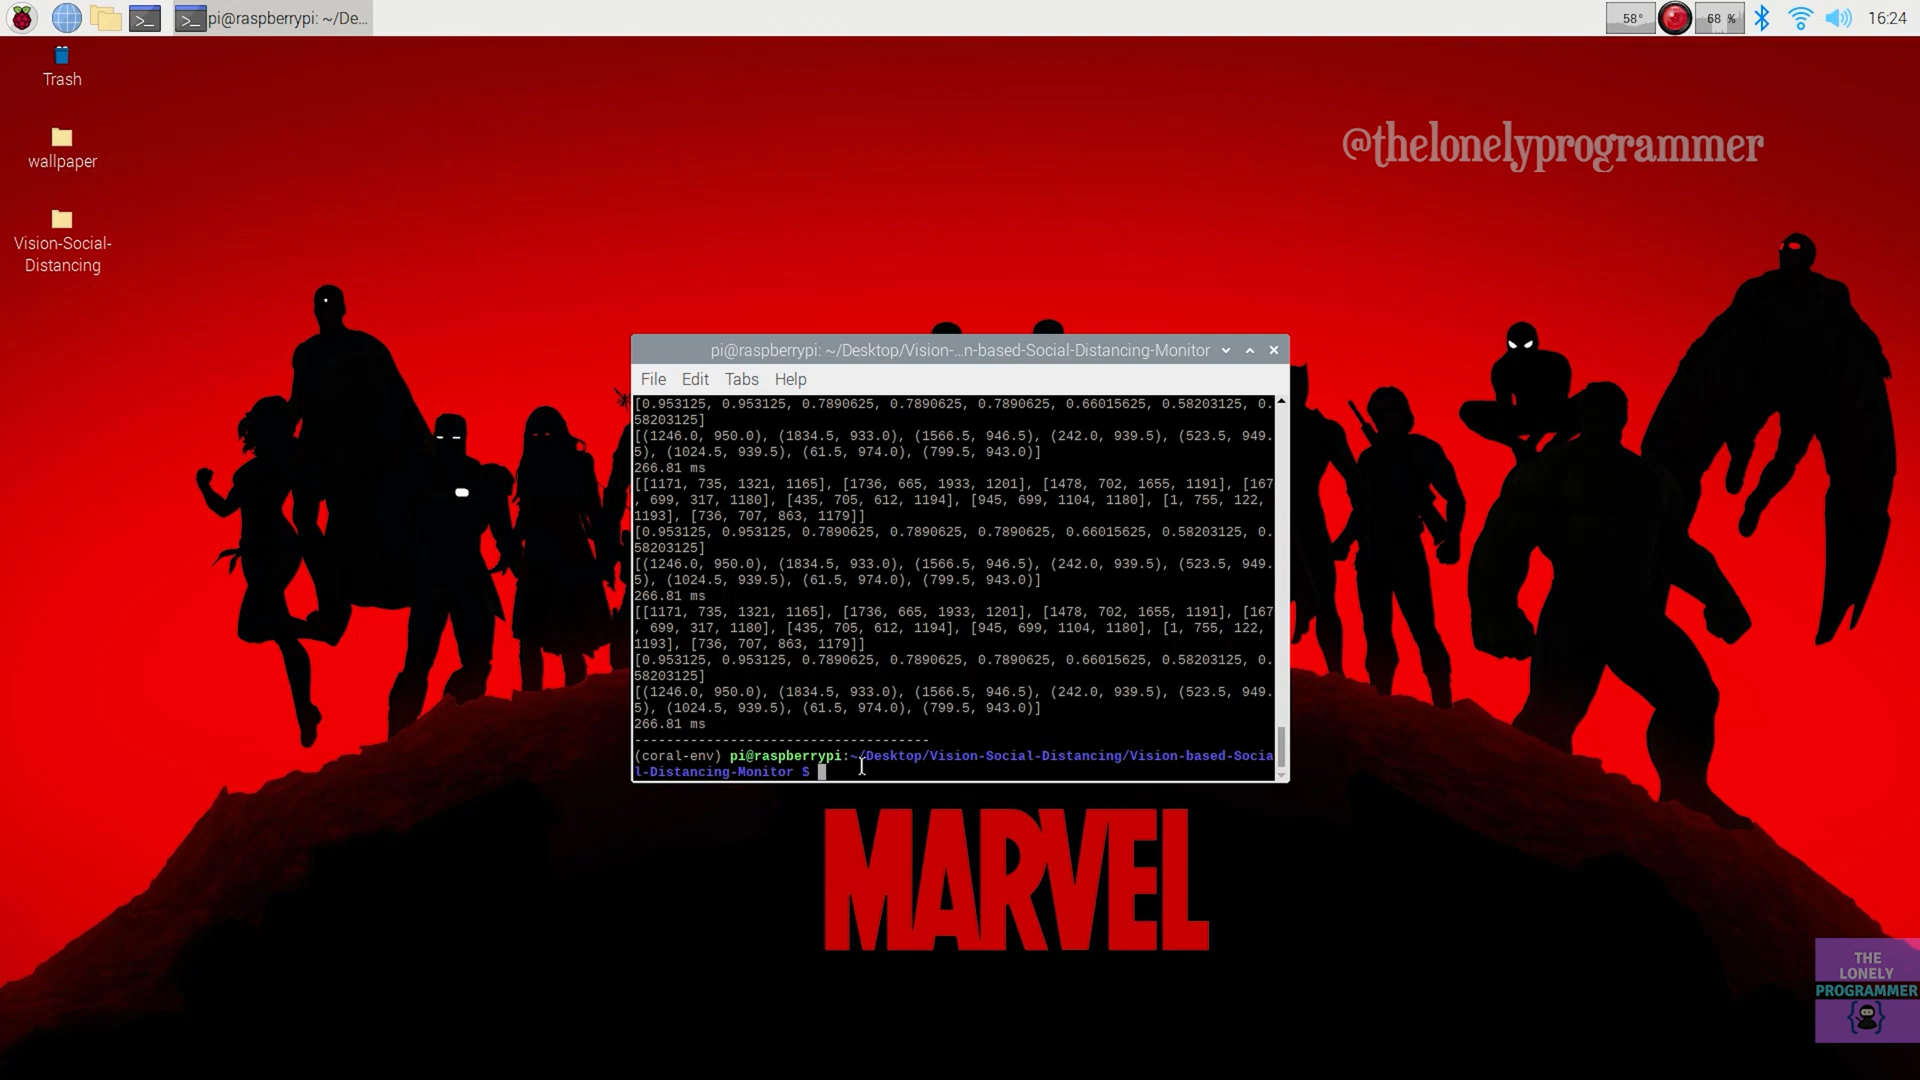 pi@raspberrypi: ~/De...
58°
68 %
16:24
Trash
wallpaper
Vision-Social-
Distancing
@thelonelyprogrammer
pi@raspberrypi: ~/Desktop/Vision-...n-based-Social-Distancing-Monitor
File Edit Tabs Help
[0.953125, 0.953125, 0.7890625, 0.7890625, 0.7890625, 0.66015625, 0.58203125, 0.
58203125]
[(1246.0, 950.0), (1834.5, 933.0), (1566.5, 946.5), (242.0, 939.5), (523.5, 949.
5), (1024.5, 939.5), (61.5, 974.0), (799.5, 943.0)]
266.81 ms
[[1171, 735, 1321, 1165], [1736, 665, 1933, 1201], [1478, 702, 1655, 1191], [167
, 699, 317, 1180], [435, 705, 612, 1194], [945, 699, 1104, 1180], [1, 755, 122,
1193], [736, 707, 863, 1179]]
[0.953125, 0.953125, 0.7890625, 0.7890625, 0.7890625, 0.66015625, 0.58203125, 0.
58203125]
[(1246.0, 950.0), (1834.5, 933.0), (1566.5, 946.5), (242.0, 939.5), (523.5, 949.
5), (1024.5, 939.5), (61.5, 974.0), (799.5, 943.0)]
266.81 ms
[[1171, 735, 1321, 1165], [1736, 665, 1933, 1201], [1478, 702, 1655, 1191], [167
, 699, 317, 1180], [435, 705, 612, 1194], [945, 699, 1104, 1180], [1, 755, 122,
1193], [736, 707, 863, 1179]]
[0.953125, 0.953125, 0.7890625, 0.7890625, 0.7890625, 0.66015625, 0.58203125, 0.
58203125]
[(1246.0, 950.0), (1834.5, 933.0), (1566.5, 946.5), (242.0, 939.5), (523.5, 949.
5), (1024.5, 939.5), (61.5, 974.0), (799.5, 943.0)]
266.81 ms
-------------------------------------
(coral-env) pi@raspberrypi:~/Desktop/Vision-Social-Distancing/Vision-based-Socia
l-Distancing-Monitor $
MARVEL
THE
LONELY
PROGRAMMER